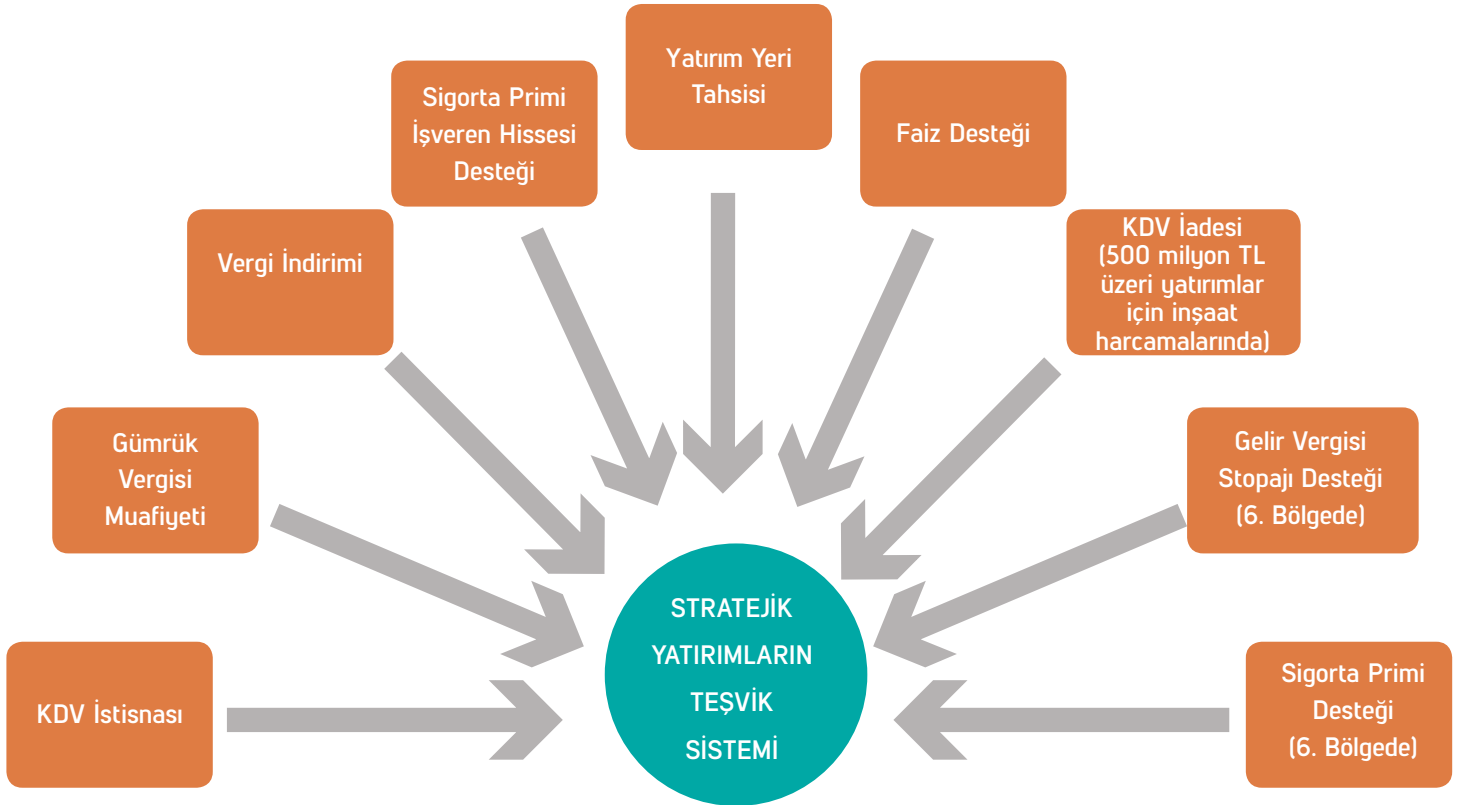 Yatırım Yeri
Tahsisi
Sigorta Primi
İşveren Hissesi
Desteği
Faiz Desteği
Vergi İndirimi
KDV İadesi
(500 milyon TL
üzeri yatırımlar
için inşaat
harcamalarında)
Gümrük
Vergisi
Muafiyeti
Gelir Vergisi
Stopajı Desteği
(6. Bölgede)
KDV İstisnası
STRATEJİK
YATIRIMLARIN
TEŞVİK
SİSTEMİ
Sigorta Primi
Desteği
(6. Bölgede)